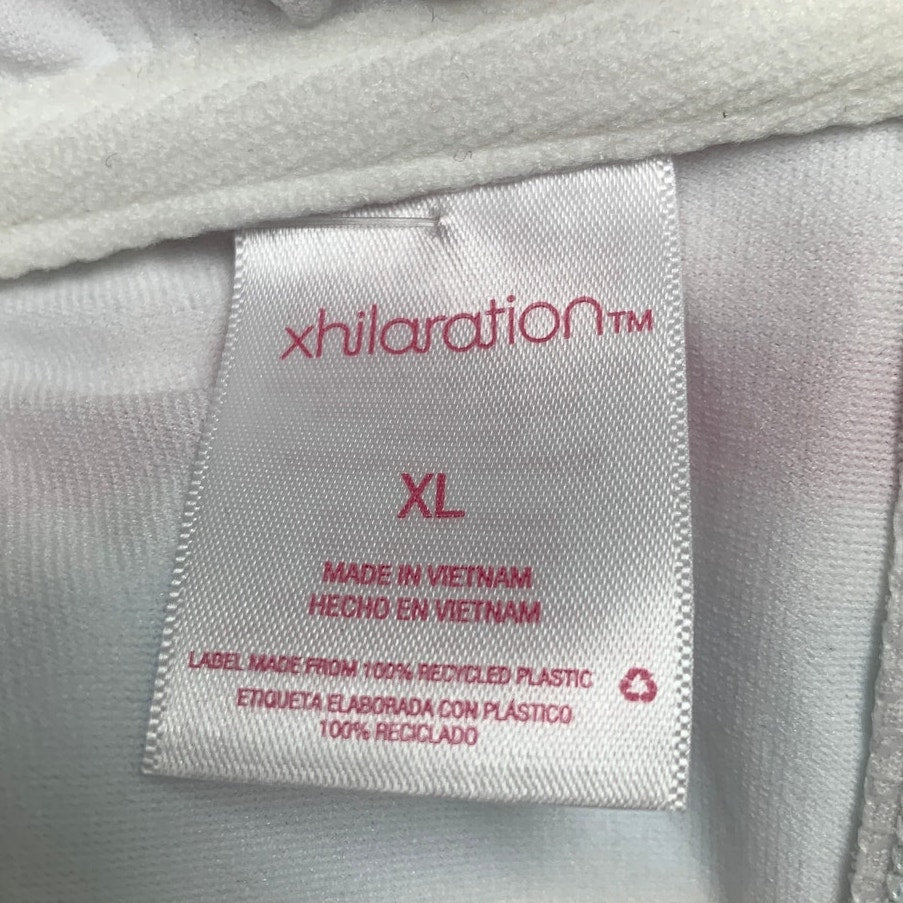 xhilaration™
XL
MADE IN VIETNAM
HECHO EN VIETNAM
LABEL MADE FROM 100% RECYCLED PLASTIC
ETIQUETA ELABORADA CON PLÁSTICO
100% RECICLADO